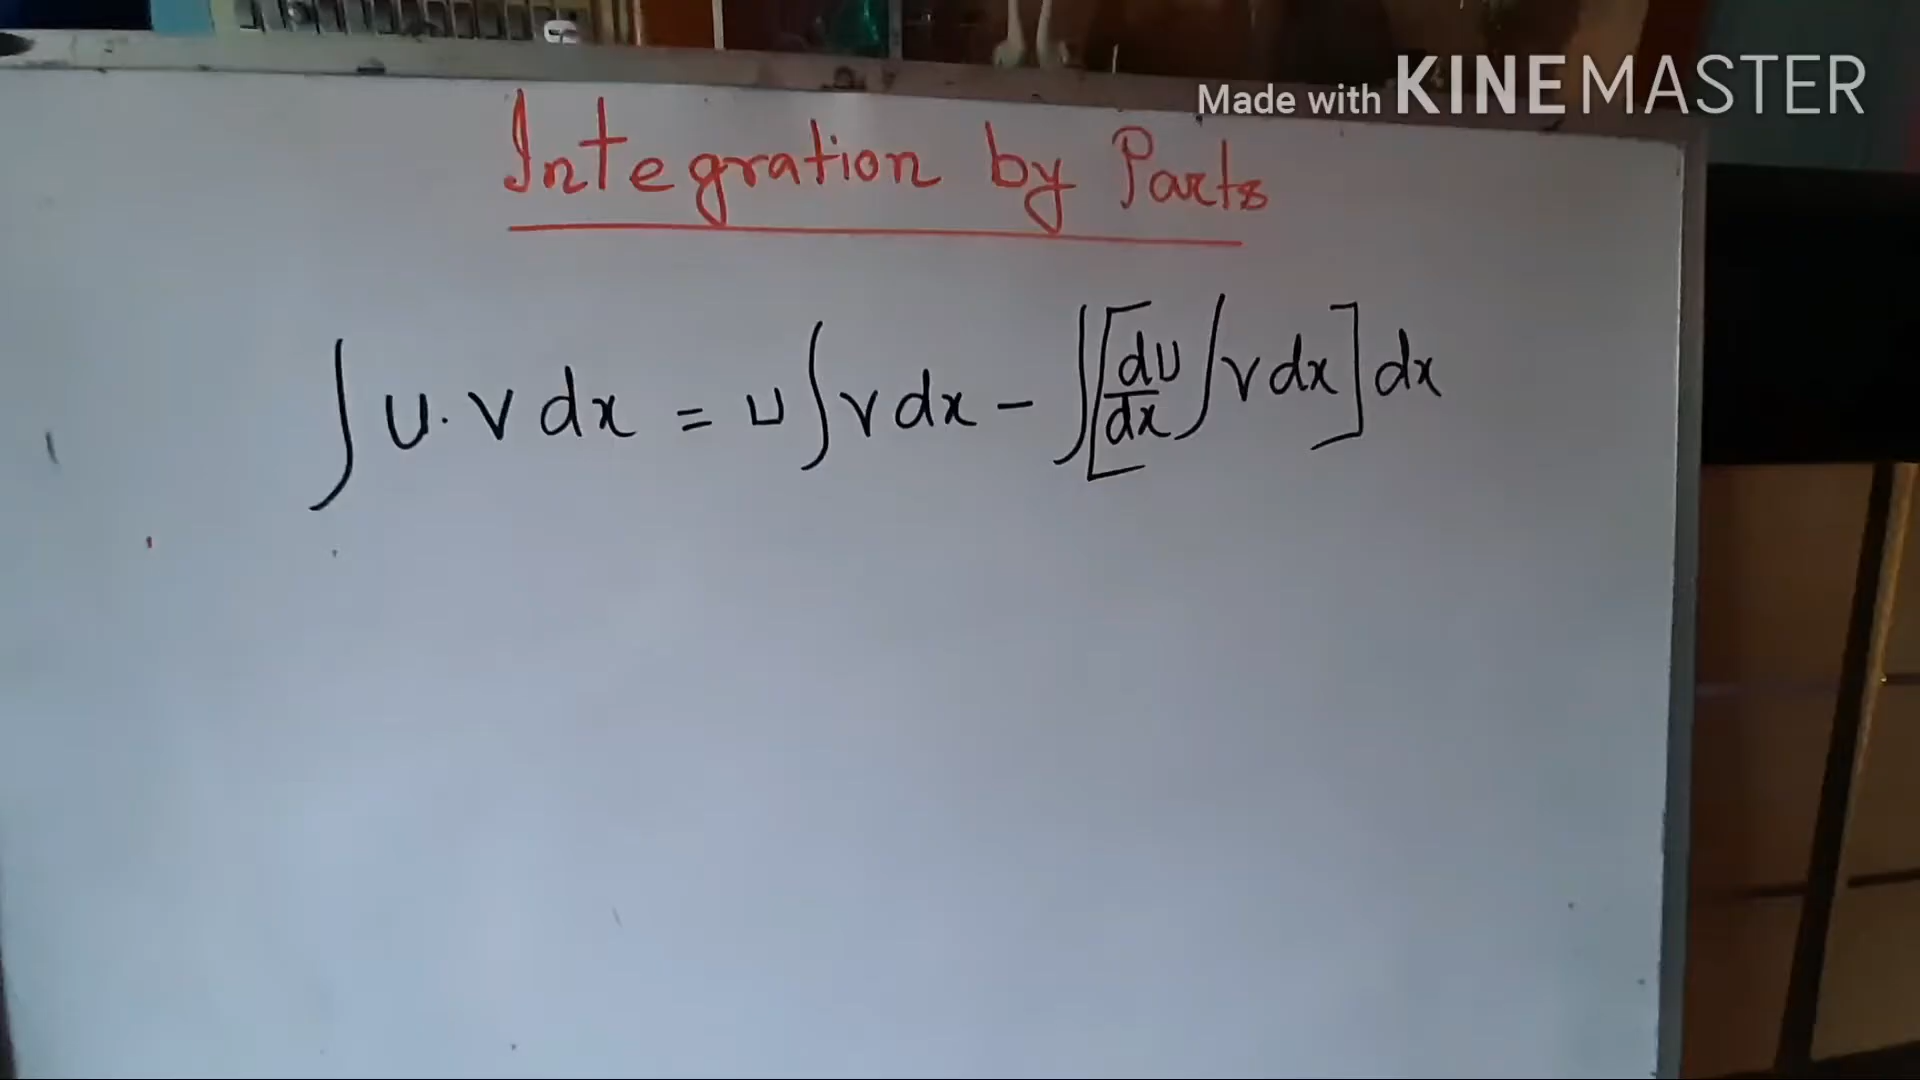 Made with KINEMASTER
Integration by Parts
∫ U. V dx = U ∫ V dx - ∫ [dU/dx ∫ V dx] dx